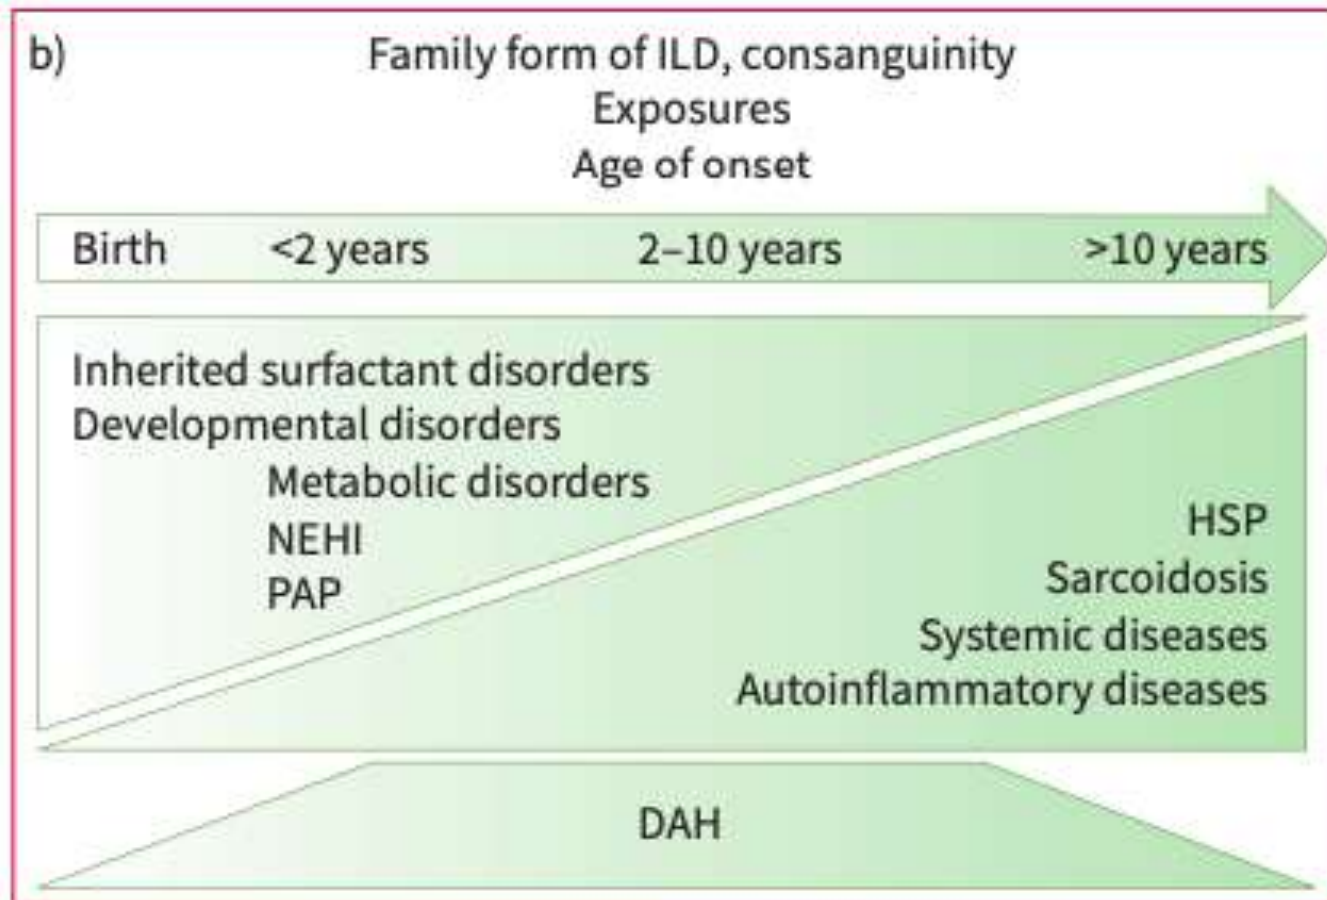 b)
Family form of ILD, consanguinity
Exposures
Age of onset
Birth <2 years 2–10 years >10 years
Inherited surfactant disorders
Developmental disorders
Metabolic disorders
NEHI
PAP
HSP
Sarcoidosis
Systemic diseases
Autoinflammatory diseases
DAH